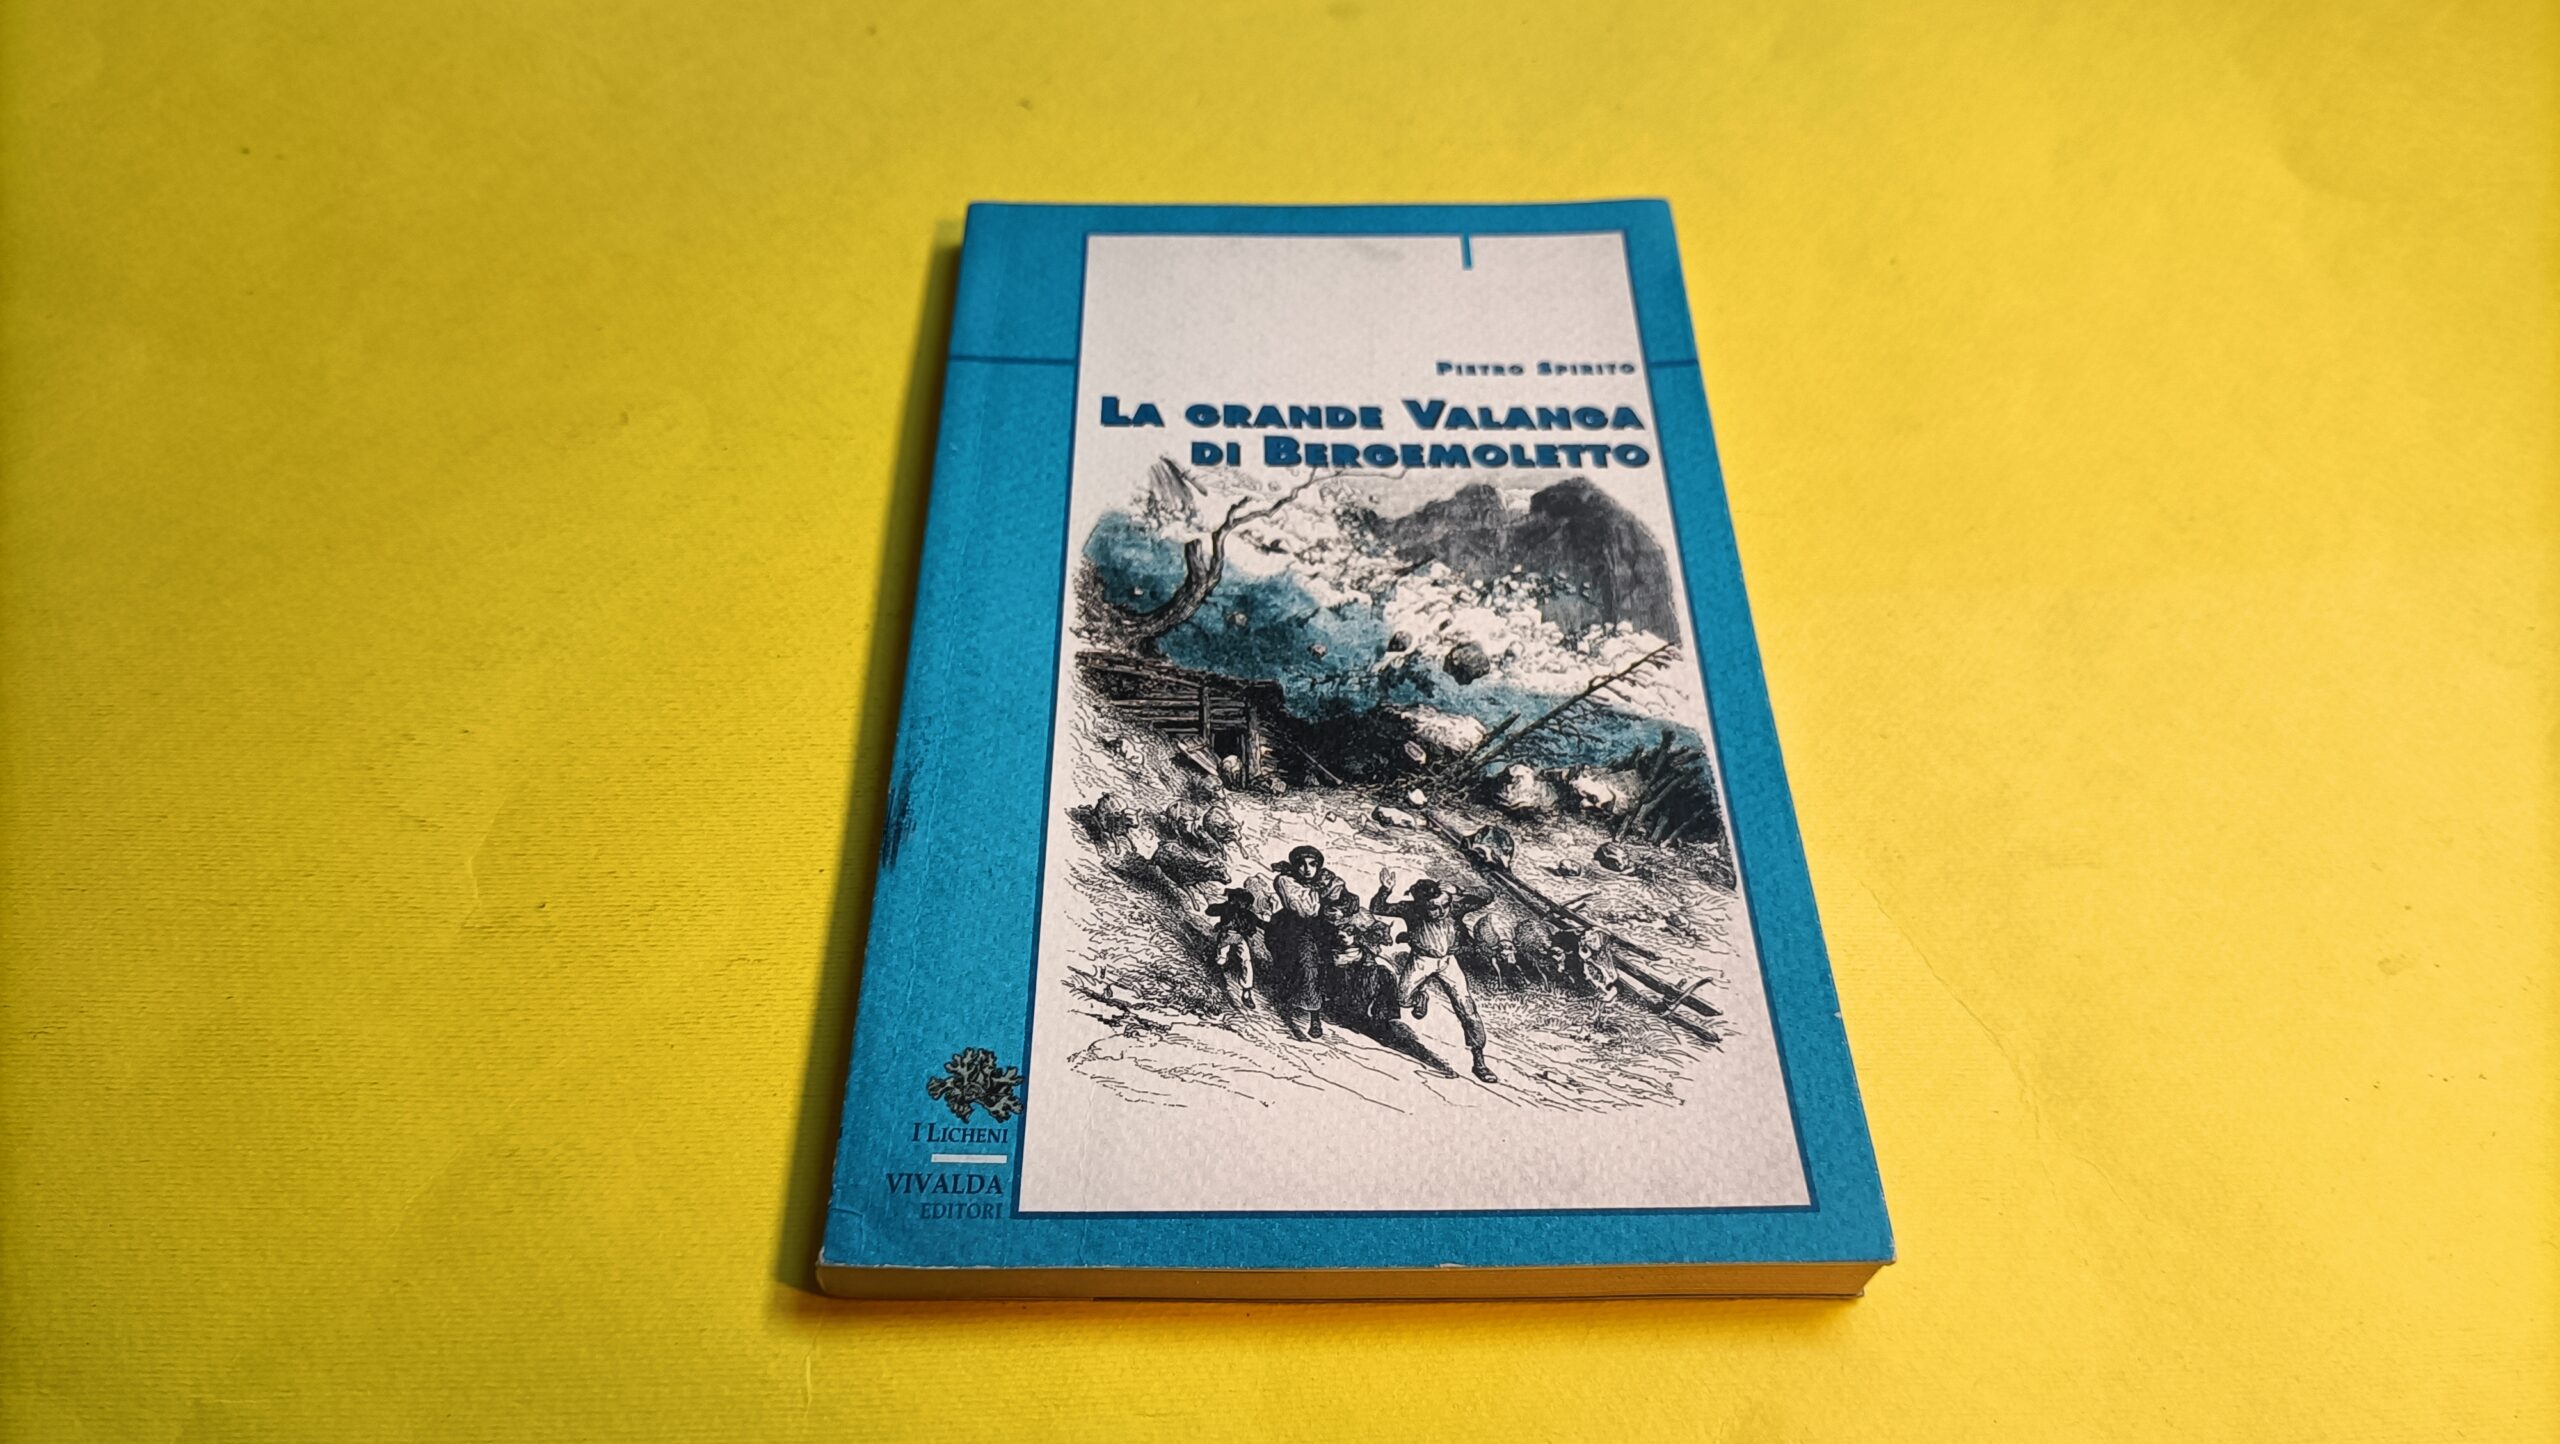 PIETRO SPIRITO
LA GRANDE VALANGA
DI BERGEMOLETTO
I LICHENI
VIVALDA
EDITORI